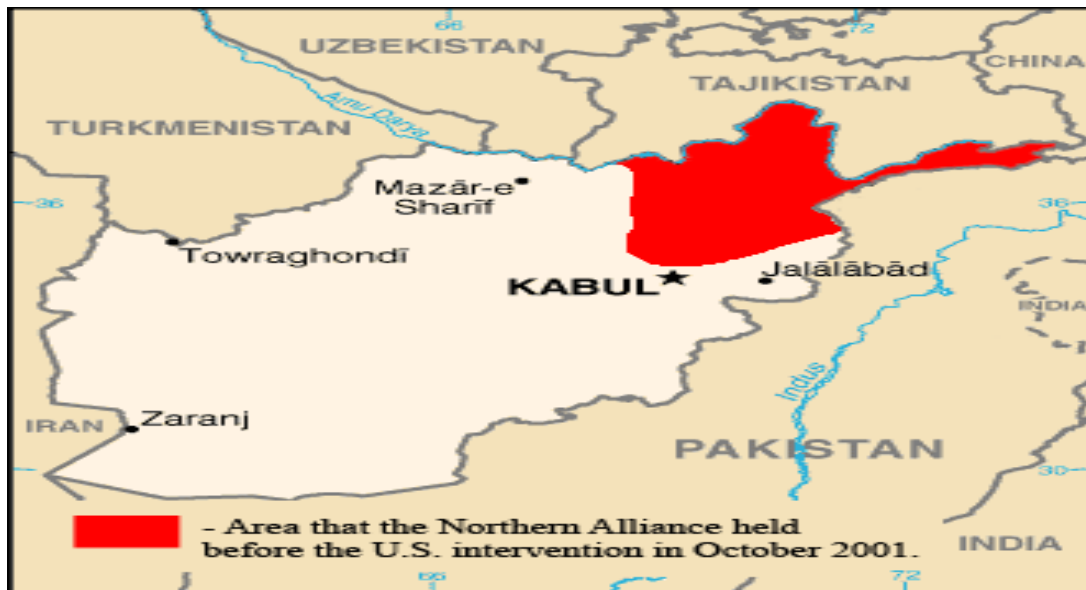 66
72
UZBEKISTAN
CHINA
TAJIKISTAN
Amu Darya
TURKMENISTAN
Mazār-e
Sharīf
36
36
Towraghondī
Jalālābād
KABUL
INDIA
Indus
Zaranj
IRAN
PAKISTAN
30
- Area that the Northern Alliance held
before the U.S. intervention in October 2001.
INDIA
66
72